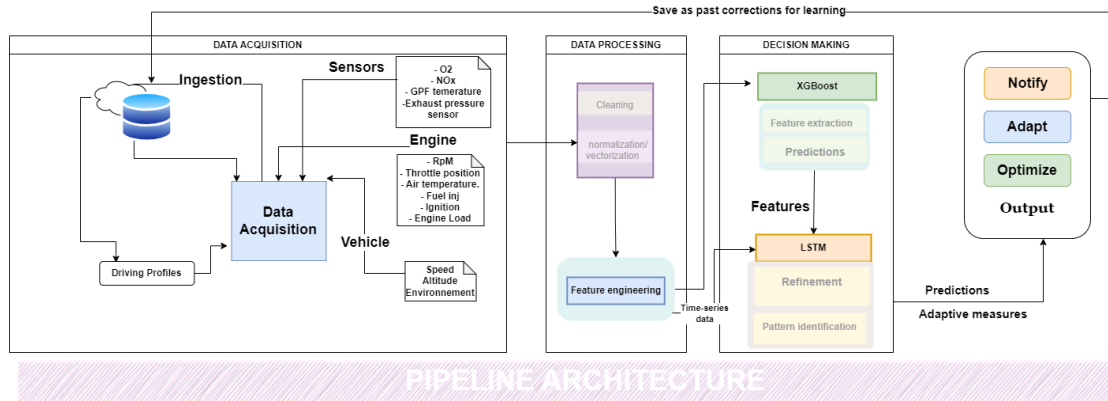 Save as past corrections for learning
DATA ACQUISITION
Ingestion
Sensors
- O2
- NOx
- GPF temerature
-Exhaust pressure
sensor
Engine
- RpM
- Throttle position
- Air temperature.
- Fuel inj
- Ignition
- Engine Load
Data
Acquisition
Vehicle
Speed
Altitude
Environnement
Driving Profiles
DATA PROCESSING
Cleaning
normalization/
vectorization)
Feature engineering
Time-series
data
DECISION MAKING
XGBoost
Feature extraction
Predictions
Features
LSTM
Refinement
Pattern identification)
Predictions
Adaptive measures
Notify
Adapt
Optimize
Output
PIPELINE ARCHITECTURE